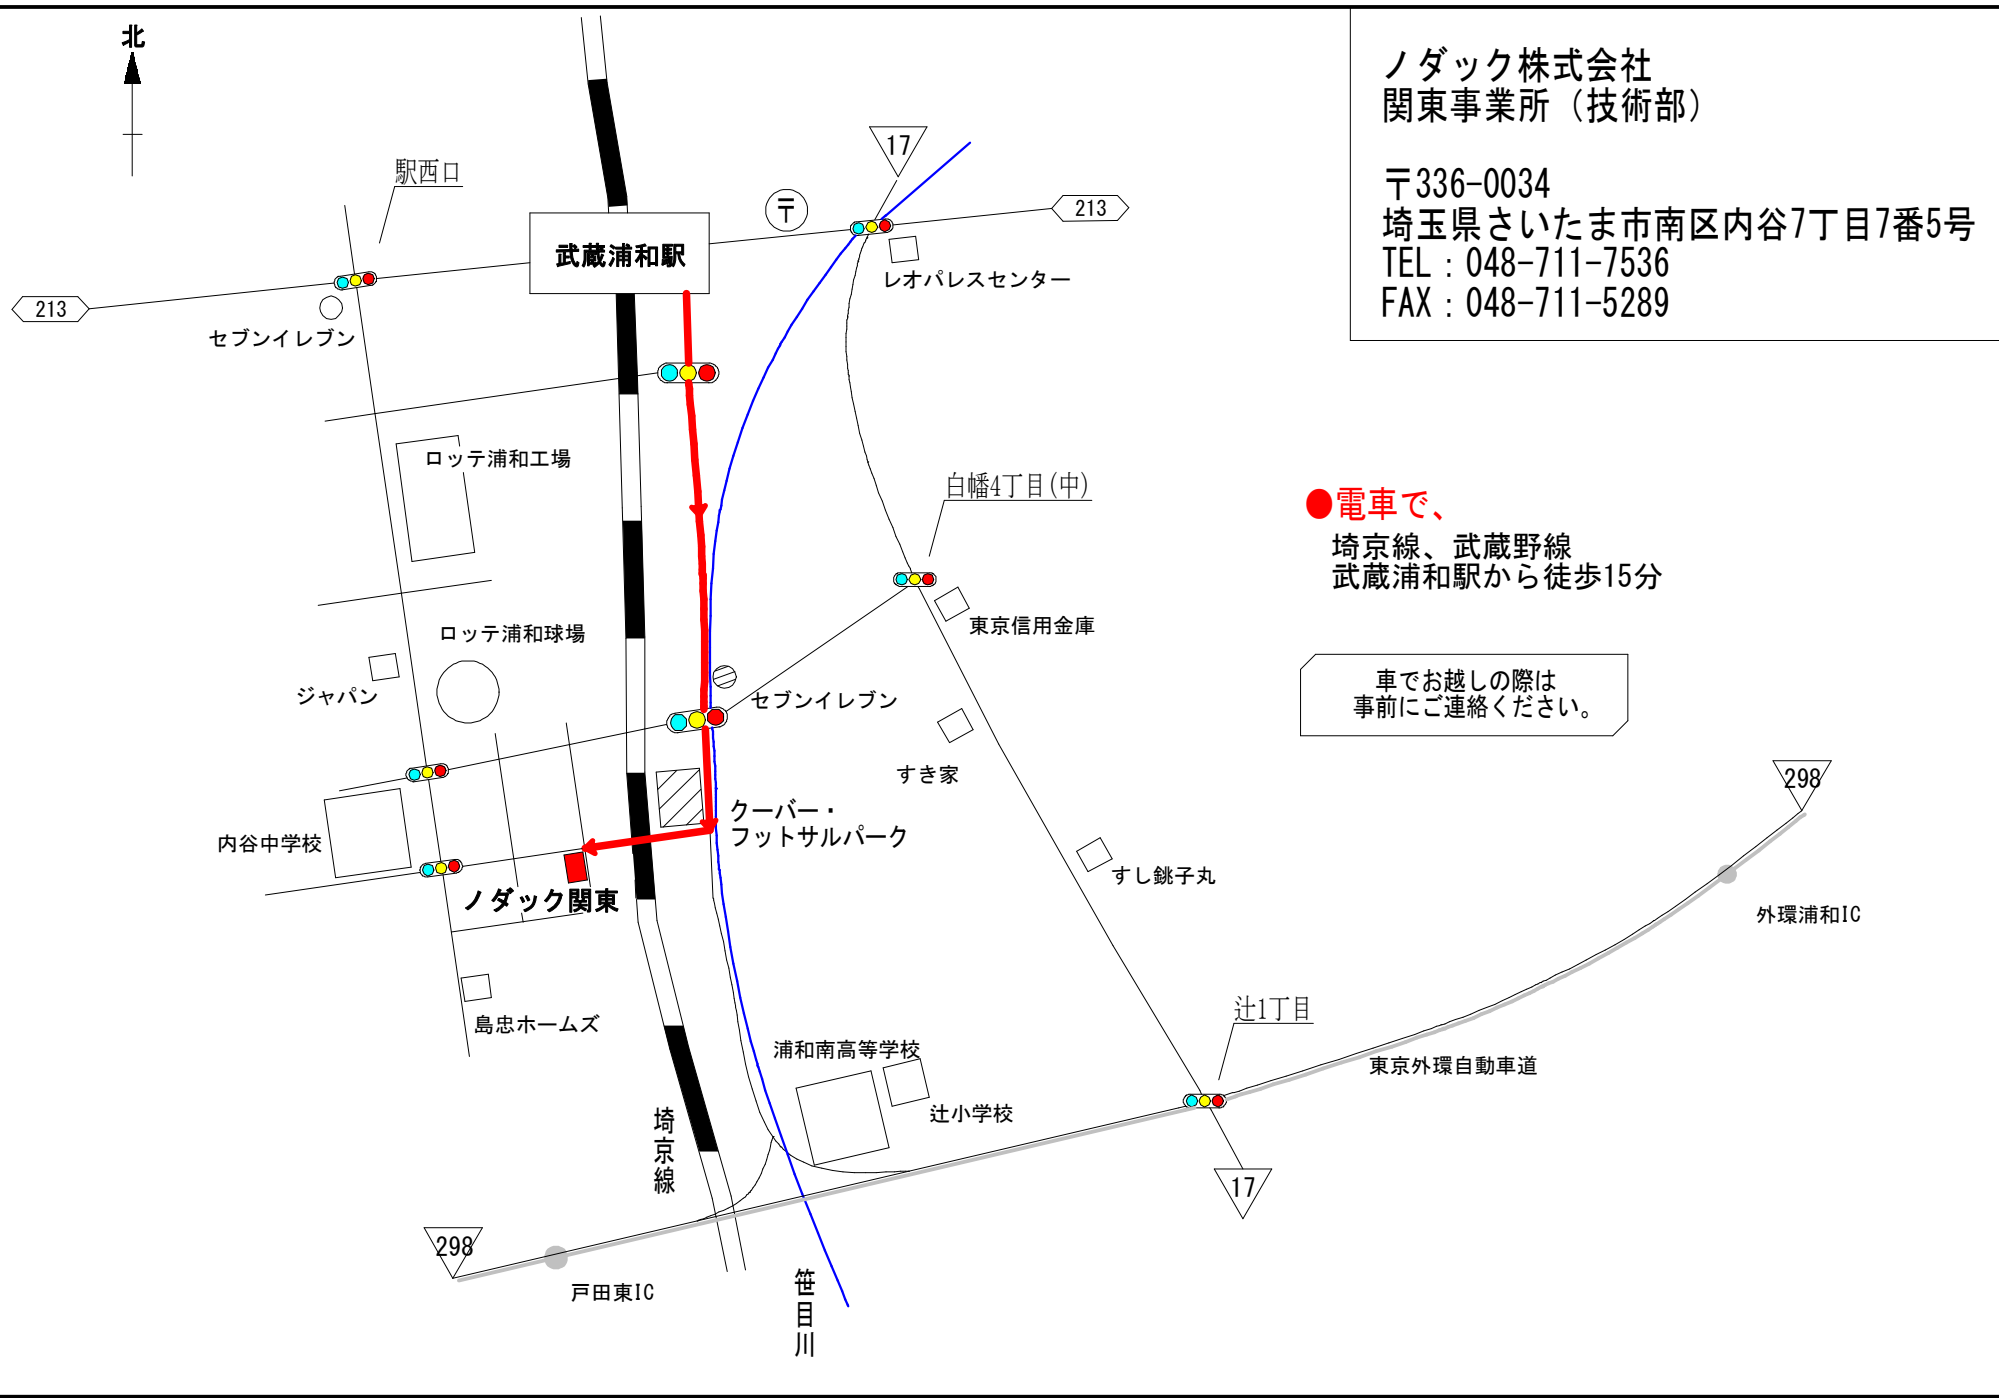 北
ノダック株式会社
関東事業所（技術部）
〒336-0034
埼玉県さいたま市南区内谷7丁目7番5号
TEL：048-711-7536
FAX：048-711-5289
17
駅西口
〒
213
武蔵浦和駅
レオパレスセンター
213
セブンイレブン
ロッテ浦和工場
白幡4丁目(中)
●電車で、
埼京線、武蔵野線
武蔵浦和駅から徒歩15分
東京信用金庫
ロッテ浦和球場
ジャパン
セブンイレブン
車でお越しの際は
事前にご連絡ください。
すき家
298
クーバー・
フットサルパーク
内谷中学校
すし銚子丸
ノダック関東
外環浦和IC
辻1丁目
島忠ホームズ
浦和南高等学校
東京外環自動車道
辻小学校
埼京線
17
298
戸田東IC
笹目川